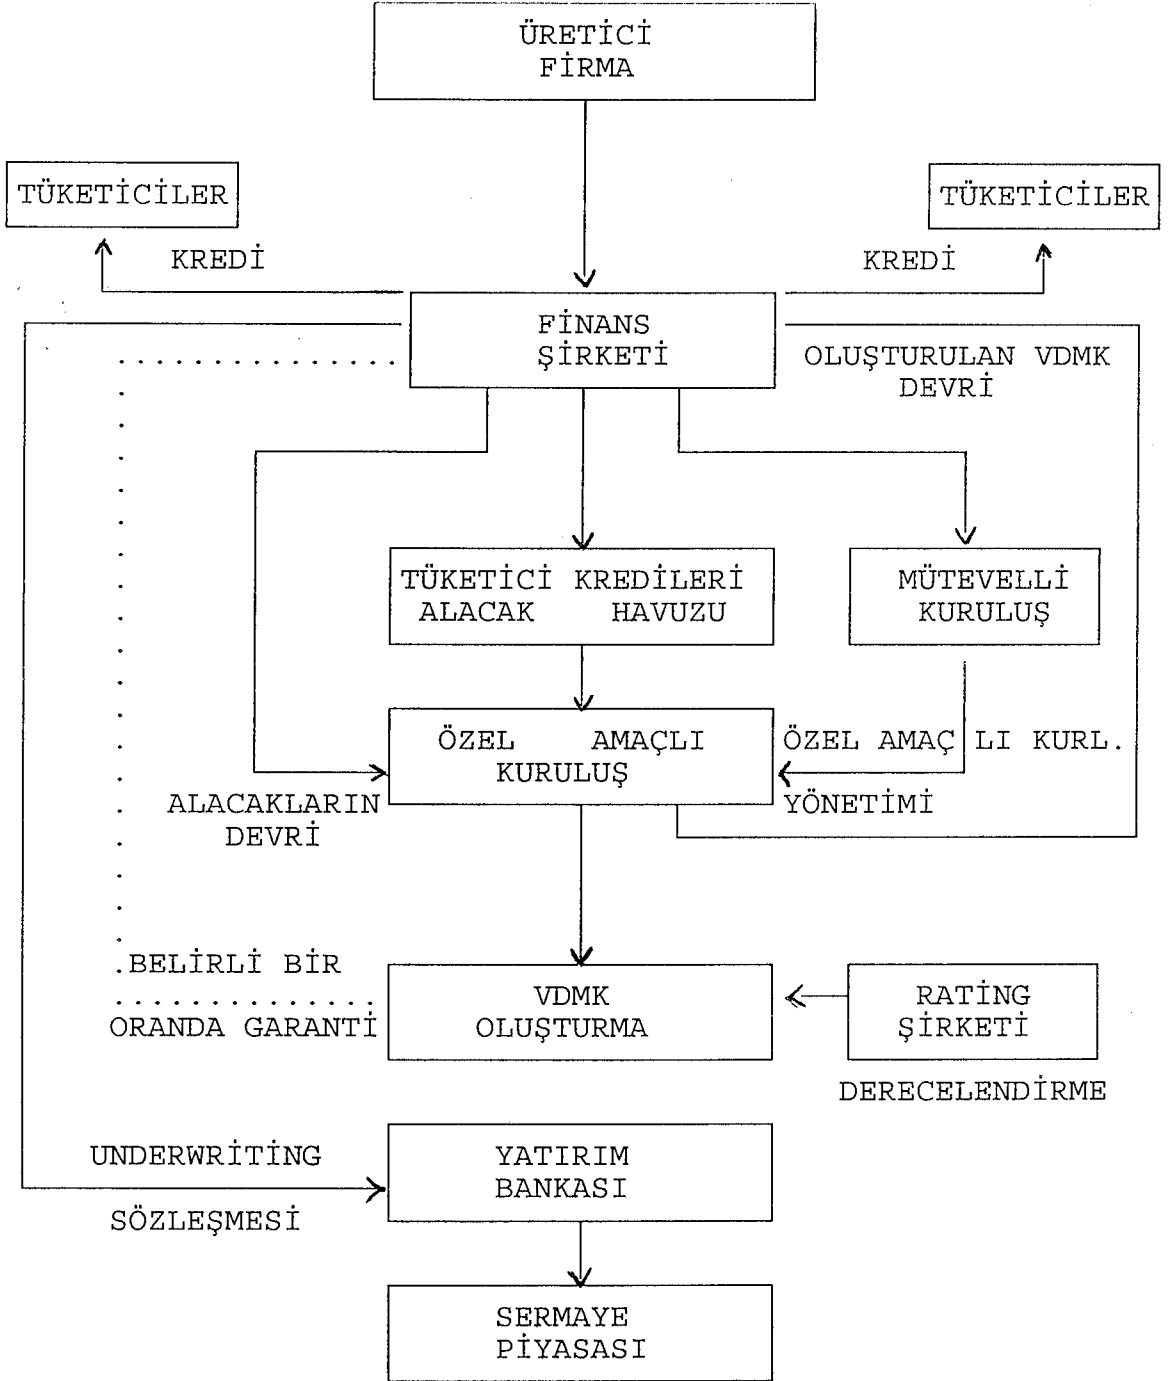 ÜRETİCİ
FİRMA
TÜKETİCİLER
TÜKETİCİLER
KREDİ
KREDİ
FİNANS
ŞİRKETİ
OLUŞTURULAN VDMK
DEVRİ
TÜKETİCİ KREDİLERİ
ALACAK HAVUZU
MÜTEVELLİ
KURULUŞ
ÖZEL AMAÇLI
KURULUŞ
ÖZEL AMAÇ LI KURL.
YÖNETİMİ
ALACAKLARIN
DEVRİ
BELİRLİ BİR
ORANDA GARANTİ
VDMK
OLUŞTURMA
RATİNG
ŞİRKETİ
DERECELENDİRME
UNDERWRİTİNG
SÖZLEŞMESİ
YATIRIM
BANKASI
SERMAYE
PİYASASI